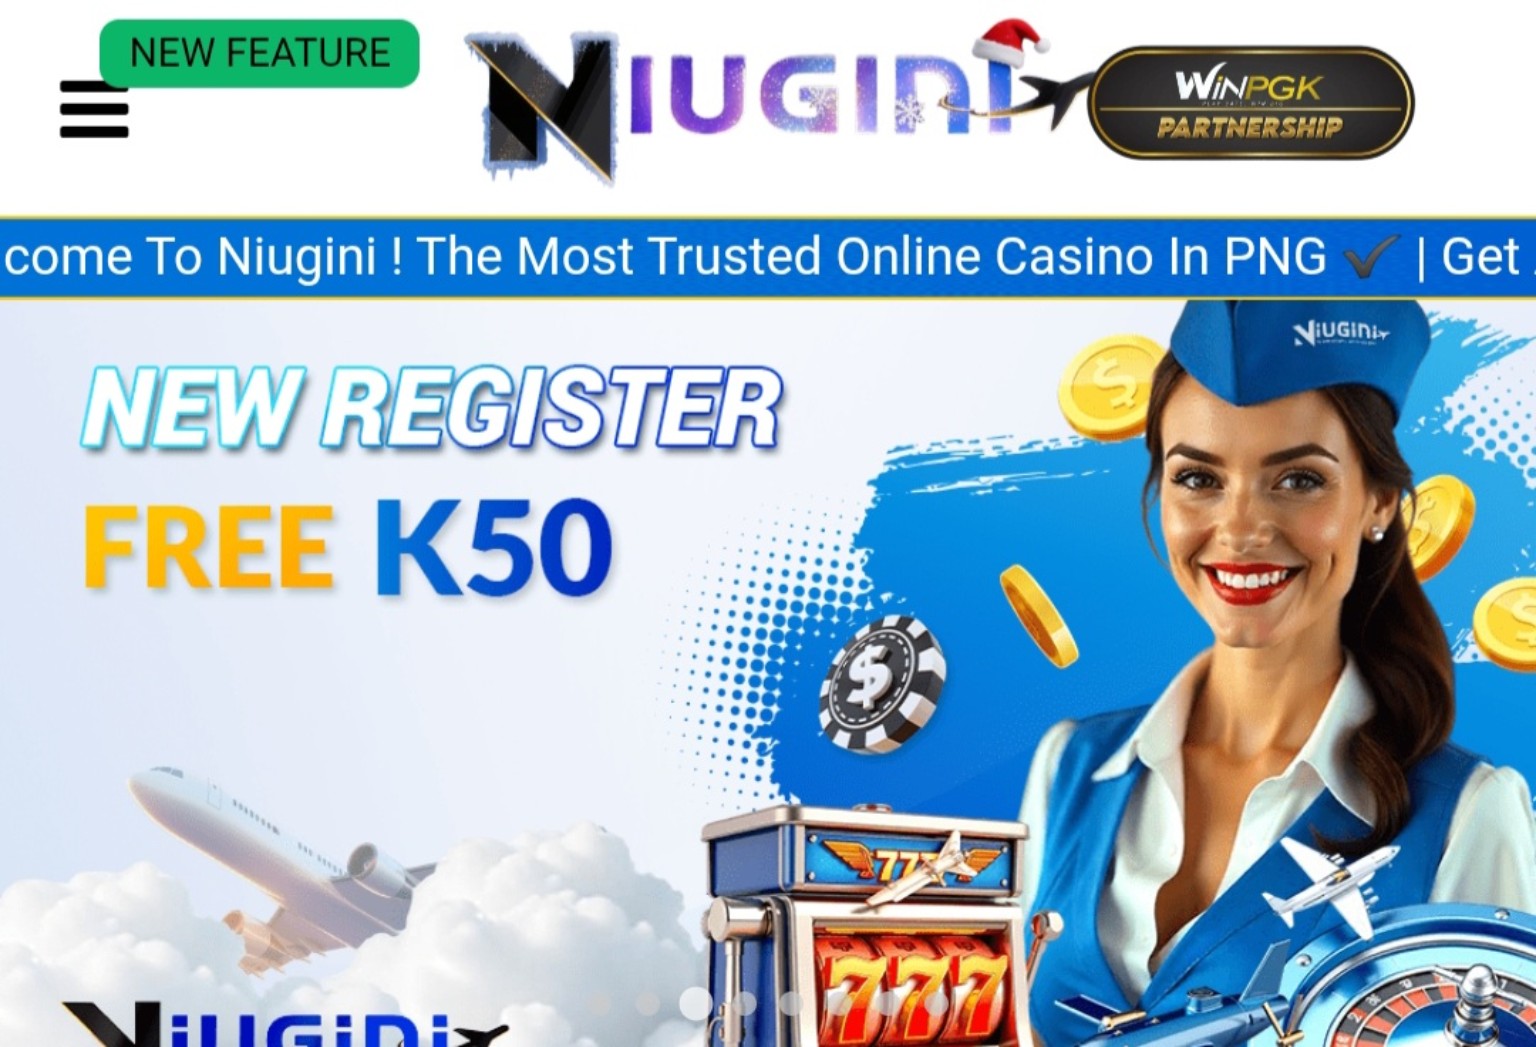 NEW FEATURE
NIUGINI
WINPGK
PARTNERSHIP
come To Niugini ! The Most Trusted Online Casino In PNG ✔ | Get
NEW REGISTER
FREE K50
NIUGINI
777
777
NIUGINI